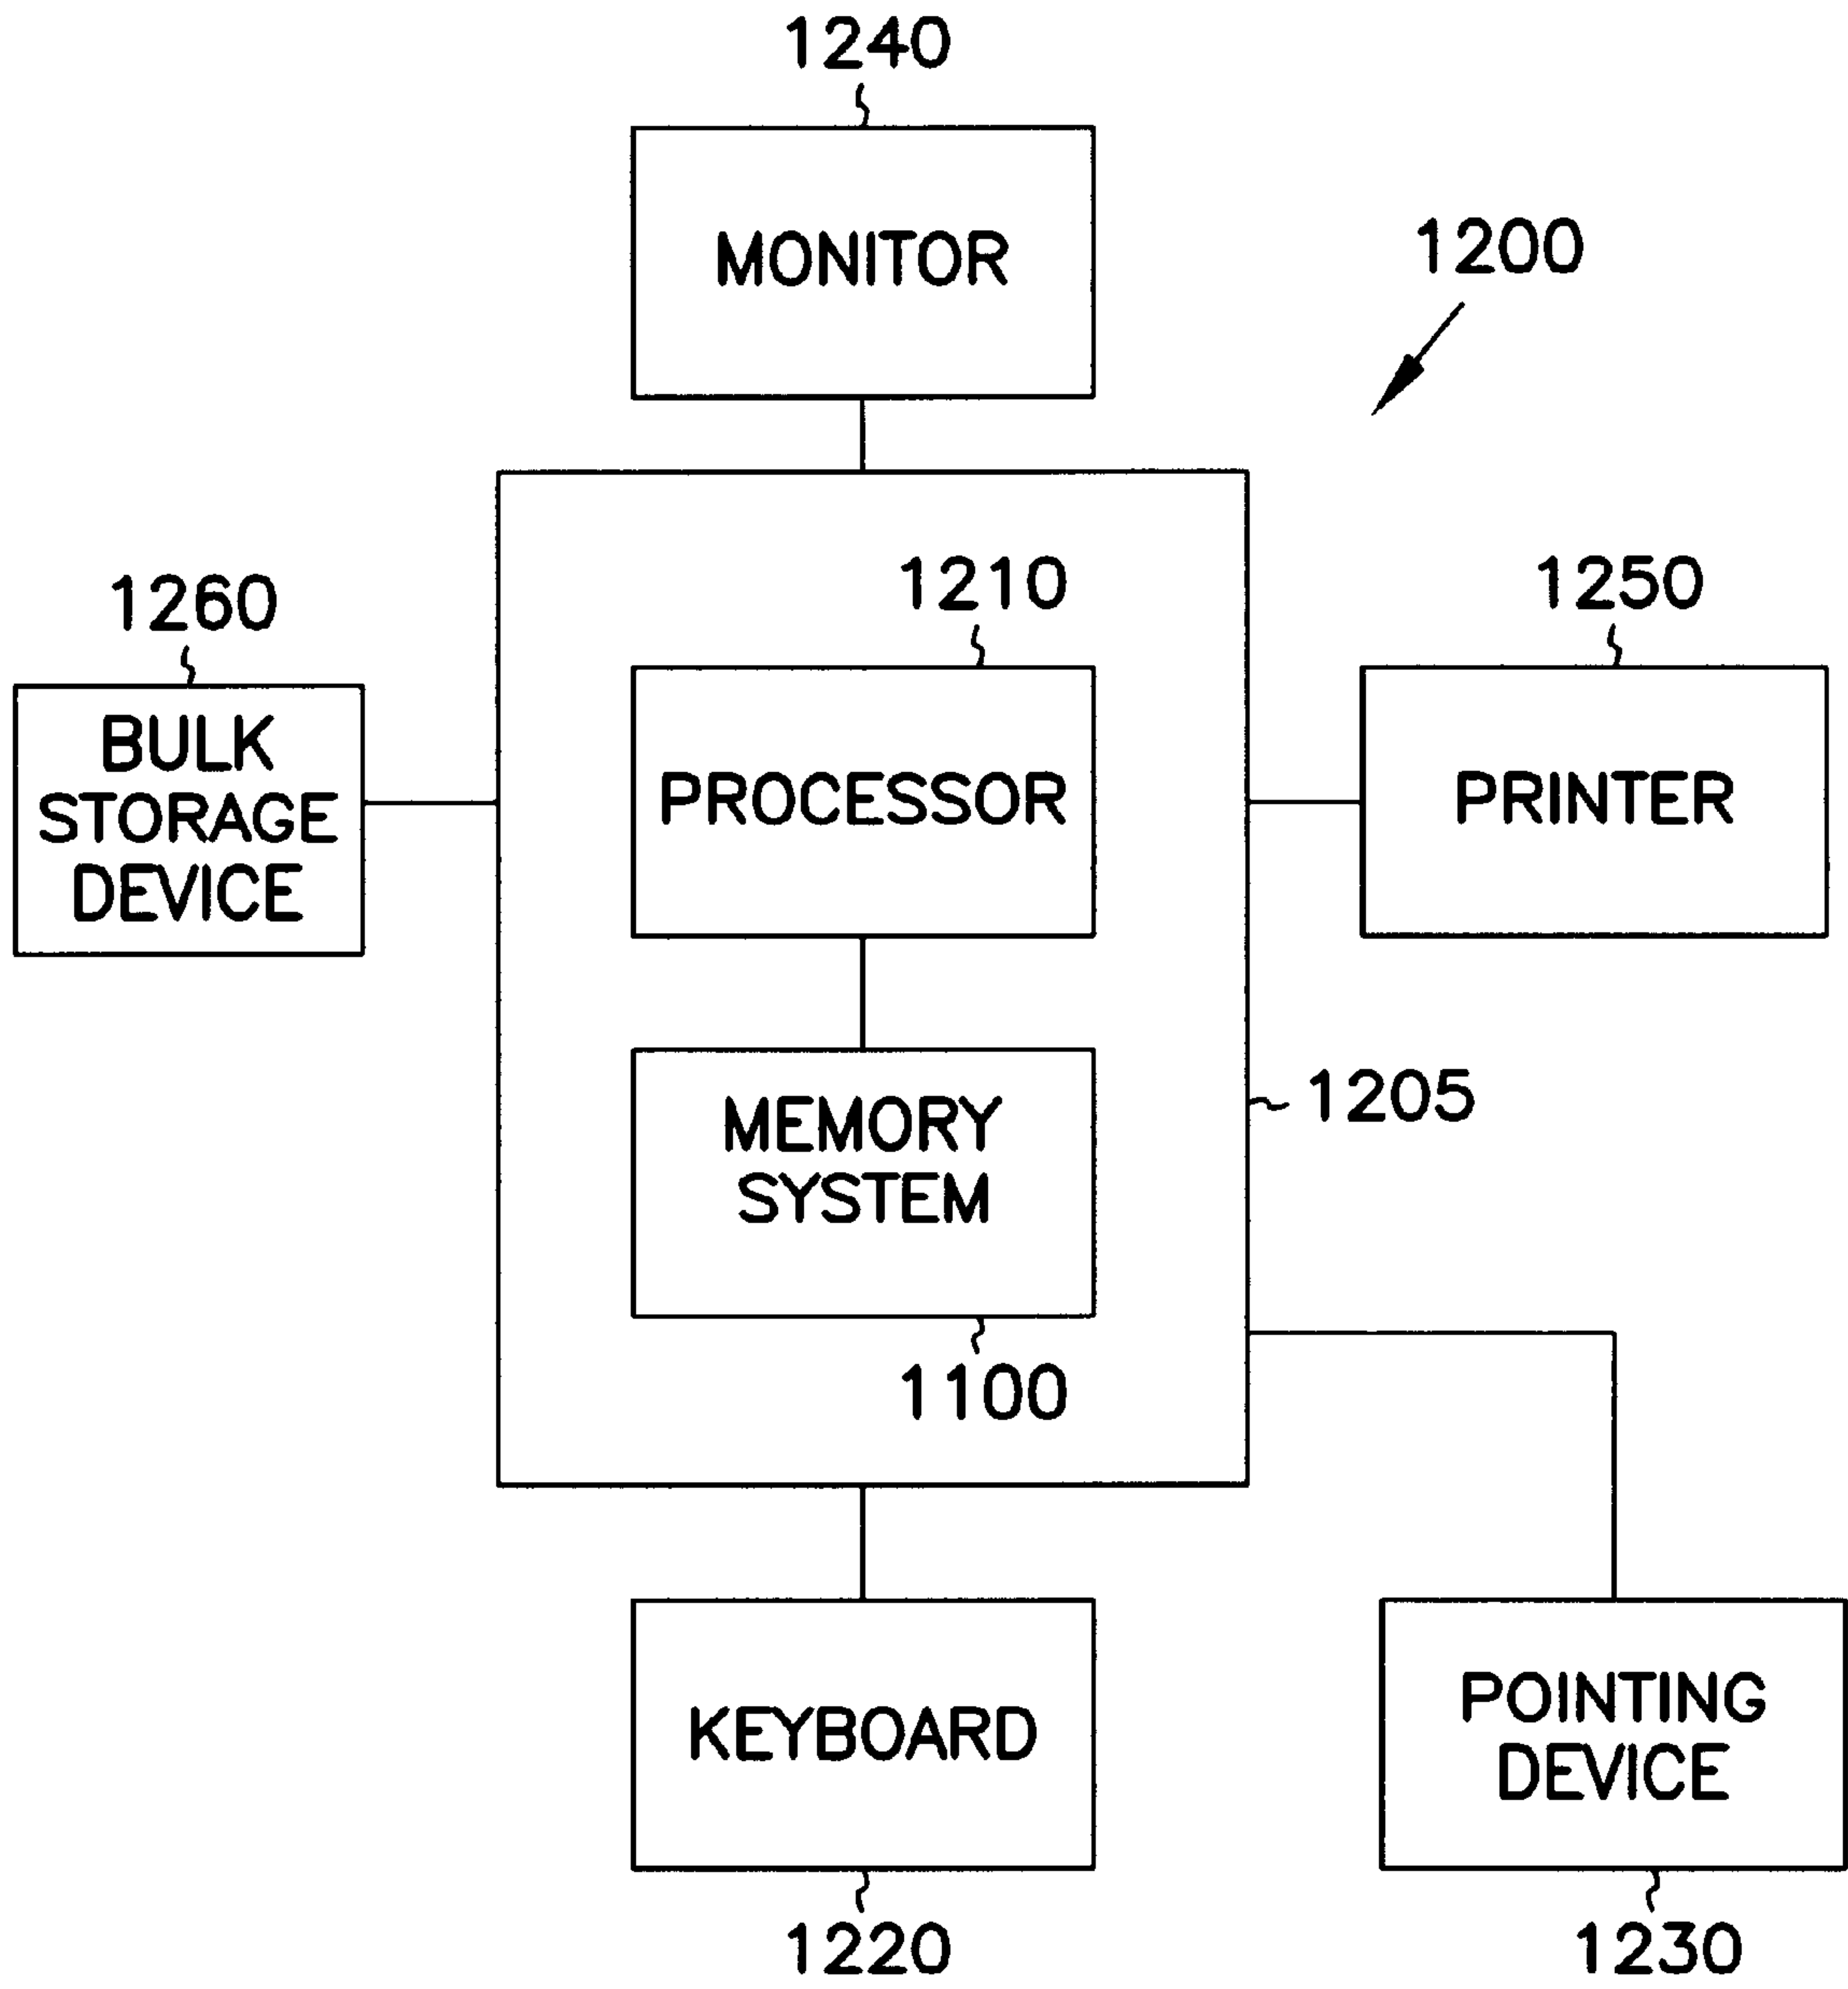 1240
MONITOR
1200
1260
1210
1250
BULK
STORAGE
DEVICE
PROCESSOR
PRINTER
1205
MEMORY
SYSTEM
1100
KEYBOARD
POINTING
DEVICE
1220
1230